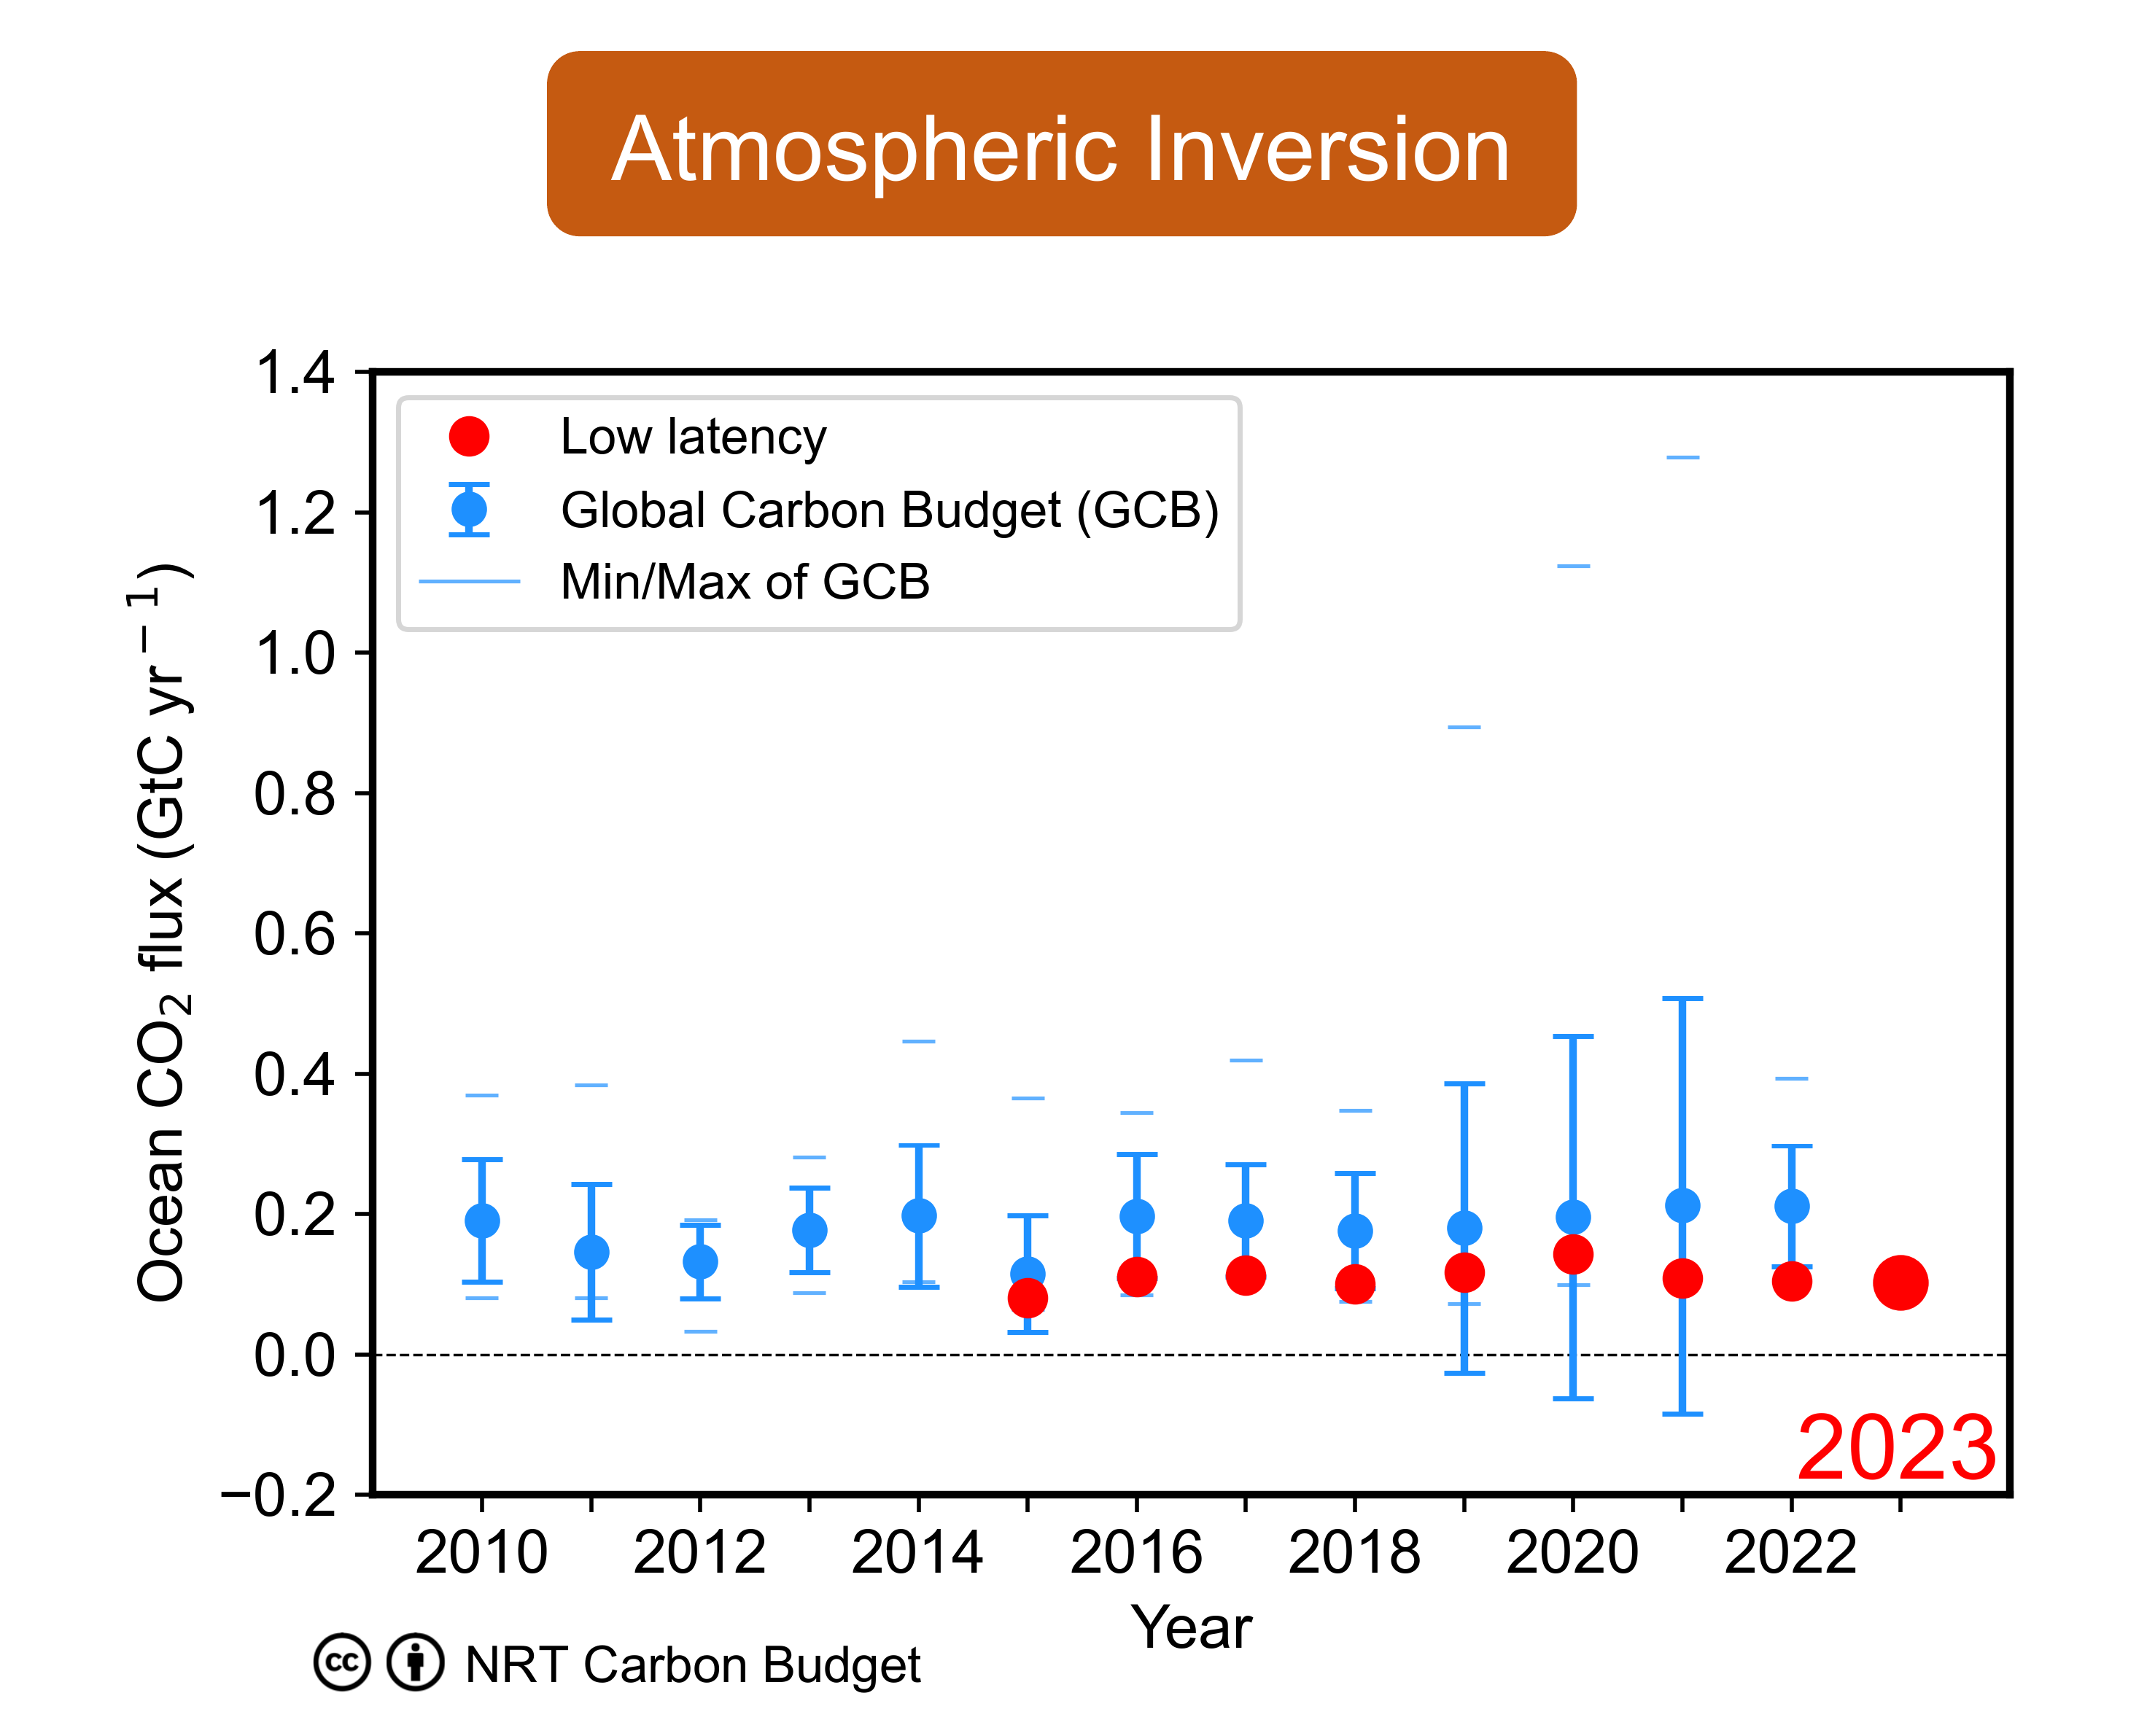 Atmospheric Inversion
1.4
1.2
1.0
0.8
0.6
0.4
0.2
0.0
−0.2
Ocean CO₂ flux (GtC yr⁻¹)
Low latency
Global Carbon Budget (GCB)
Min/Max of GCB
2023
2010 2012 2014 2016 2018 2020 2022
Year
cc NRT Carbon Budget